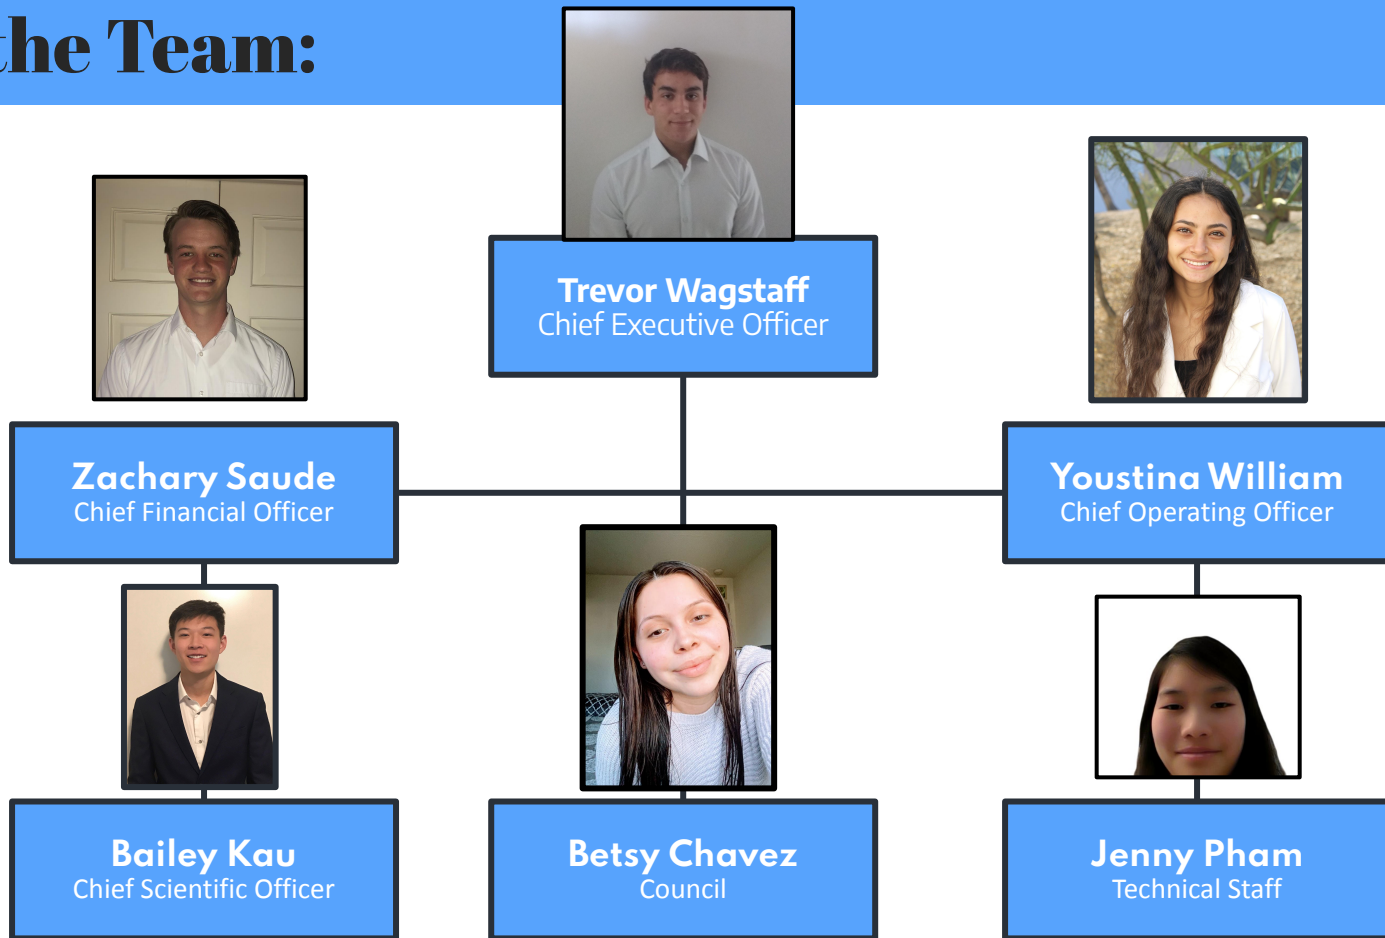 the Team:
Trevor Wagstaff
Chief Executive Officer
Zachary Saude
Chief Financial Officer
Youstina William
Chief Operating Officer
Bailey Kau
Chief Scientific Officer
Betsy Chavez
Council
Jenny Pham
Technical Staff